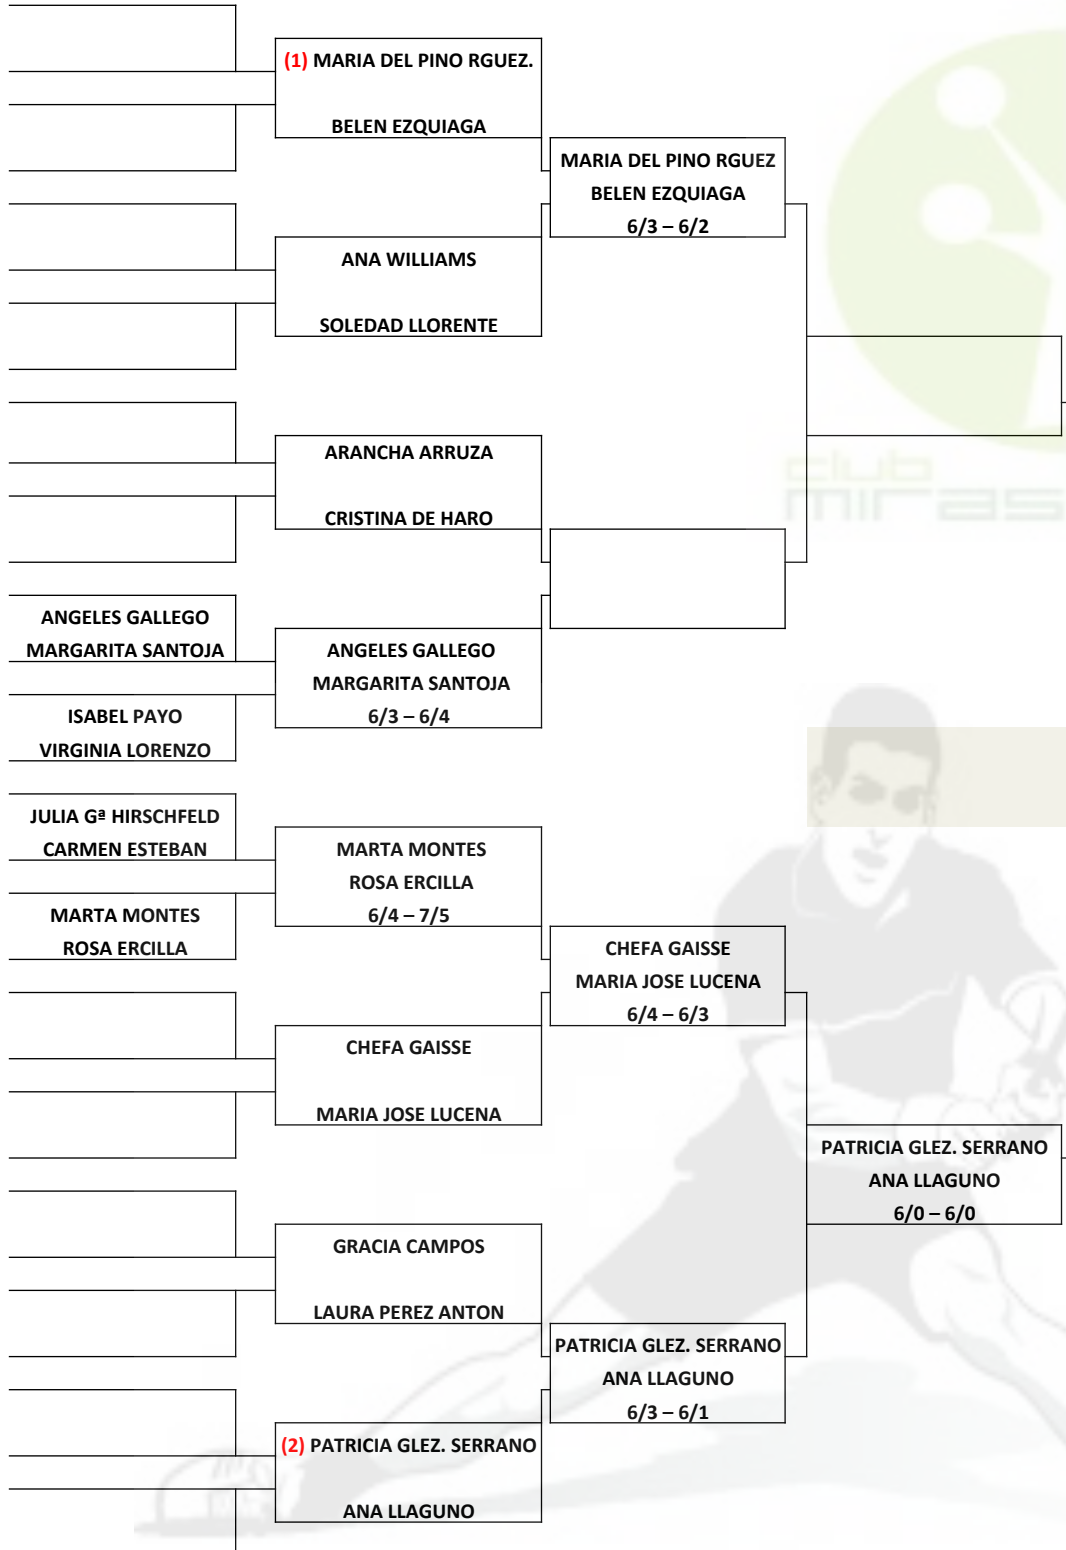 (1) MARIA DEL PINO RGUEZ.
BELEN EZQUIAGA
MARIA DEL PINO RGUEZ
BELEN EZQUIAGA
6/3 – 6/2
ANA WILLIAMS
SOLEDAD LLORENTE
ARANCHA ARRUZA
CRISTINA DE HARO
club
miras
ANGELES GALLEGO
MARGARITA SANTOJA
ANGELES GALLEGO
MARGARITA SANTOJA
6/3 – 6/4
ISABEL PAYO
VIRGINIA LORENZO
JULIA Gª HIRSCHFELD
CARMEN ESTEBAN
MARTA MONTES
ROSA ERCILLA
6/4 – 7/5
MARTA MONTES
ROSA ERCILLA
CHEFA GAISSE
MARIA JOSE LUCENA
6/4 – 6/3
CHEFA GAISSE
MARIA JOSE LUCENA
PATRICIA GLEZ. SERRANO
ANA LLAGUNO
6/0 – 6/0
GRACIA CAMPOS
LAURA PEREZ ANTON
PATRICIA GLEZ. SERRANO
ANA LLAGUNO
6/3 – 6/1
(2) PATRICIA GLEZ. SERRANO
ANA LLAGUNO